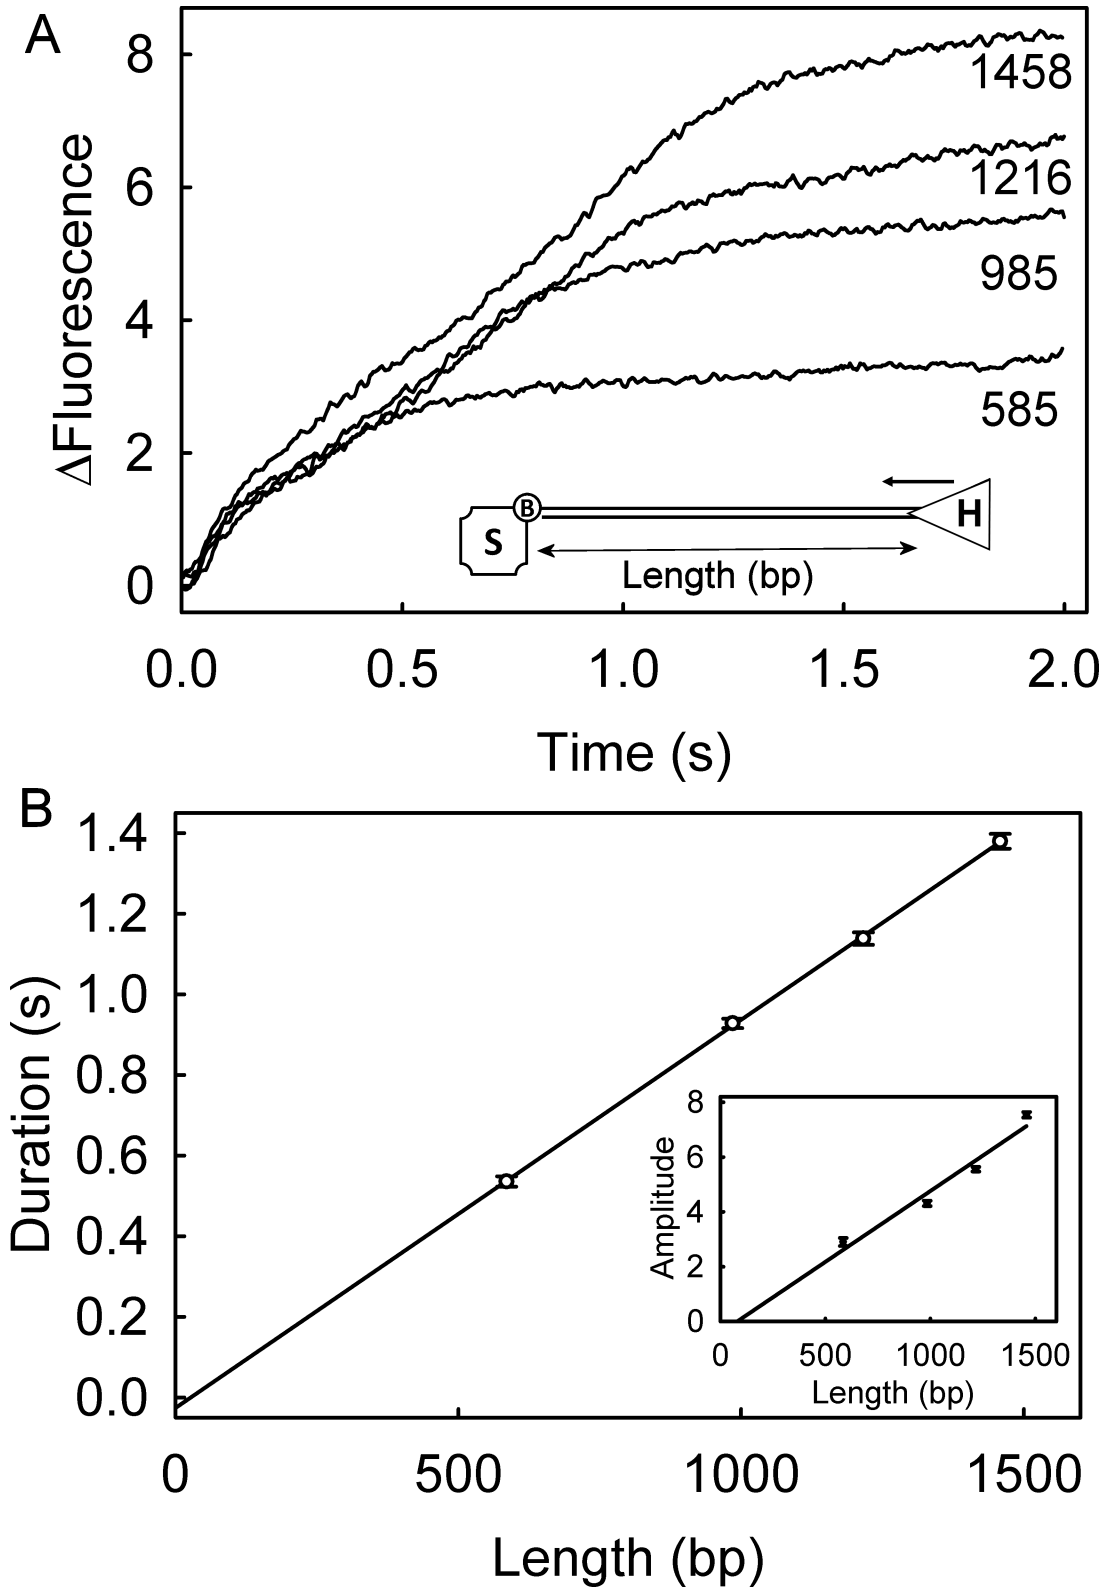 A
ΔFluorescence
8
6
4
2
0
1458
1216
985
585
S
B
H
Length (bp)
0.0 0.5 1.0 1.5 2.0
Time (s)
B
Duration (s)
1.4
1.2
1.0
0.8
0.6
0.4
0.2
0.0
Amplitude
8
6
4
2
0
0 500 1000 1500
Length (bp)
0 500 1000 1500
Length (bp)